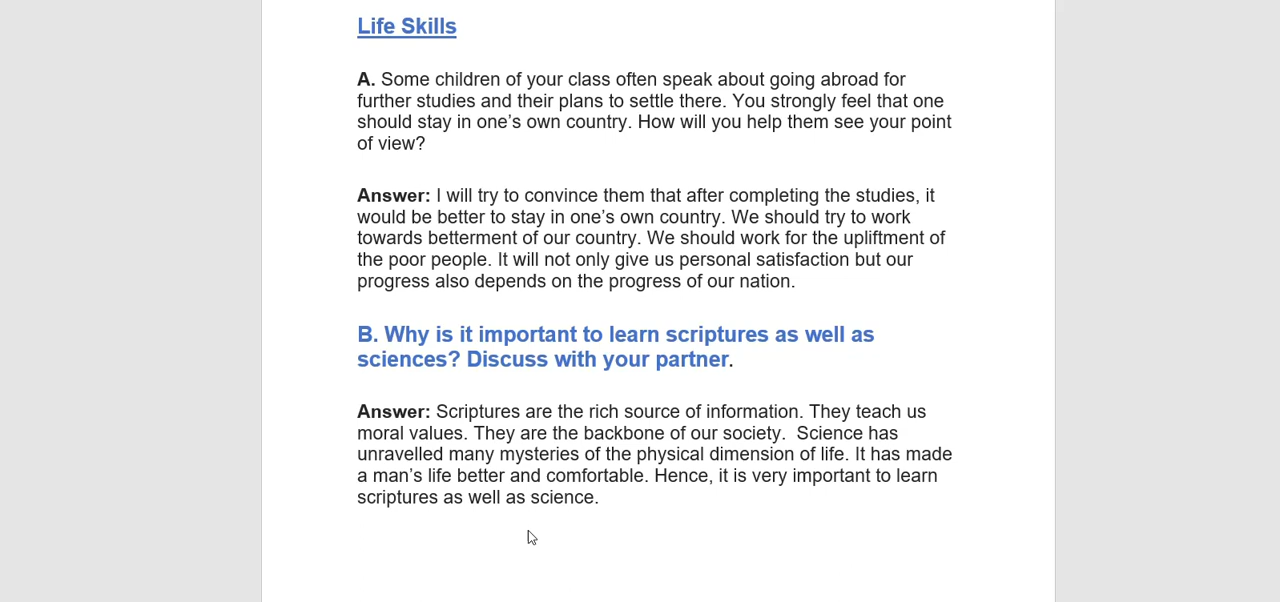 Life Skills
A. Some children of your class often speak about going abroad for
further studies and their plans to settle there. You strongly feel that one
should stay in one’s own country. How will you help them see your point
of view?
Answer: I will try to convince them that after completing the studies, it
would be better to stay in one’s own country. We should try to work
towards betterment of our country. We should work for the upliftment of
the poor people. It will not only give us personal satisfaction but our
progress also depends on the progress of our nation.
B. Why is it important to learn scriptures as well as
sciences? Discuss with your partner.
Answer: Scriptures are the rich source of information. They teach us
moral values. They are the backbone of our society.  Science has
unravelled many mysteries of the physical dimension of life. It has made
a man’s life better and comfortable. Hence, it is very important to learn
scriptures as well as science.